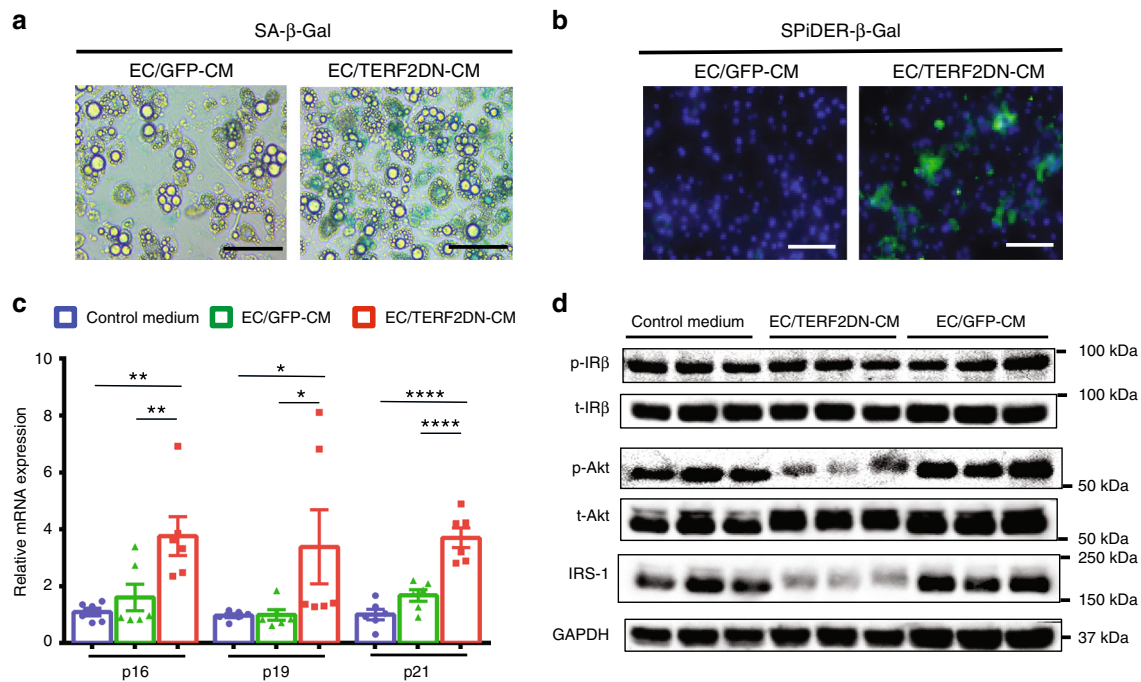 a
SA-β-Gal
EC/GFP-CM EC/TERF2DN-CM
b
SPiDER-β-Gal
EC/GFP-CM EC/TERF2DN-CM
c
Control medium EC/GFP-CM EC/TERF2DN-CM
Relative mRNA expression
10
8
6
4
2
0
** * ****
** * ****
p16 p19 p21
d
Control medium EC/TERF2DN-CM EC/GFP-CM
p-IRβ 100 kDa
t-IRβ 100 kDa
p-Akt 50 kDa
t-Akt 50 kDa
IRS-1 250 kDa
150 kDa
GAPDH 37 kDa